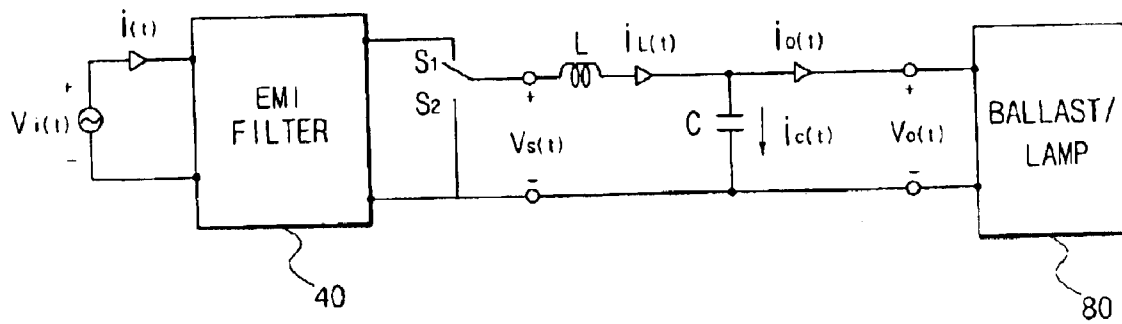 i(t)
+
Vi(t)
-
EMI
FILTER
40
S1
S2
+
Vs(t)
-
L
iL(t)
C
ic(t)
io(t)
+
Vo(t)
-
BALLAST/
LAMP
80